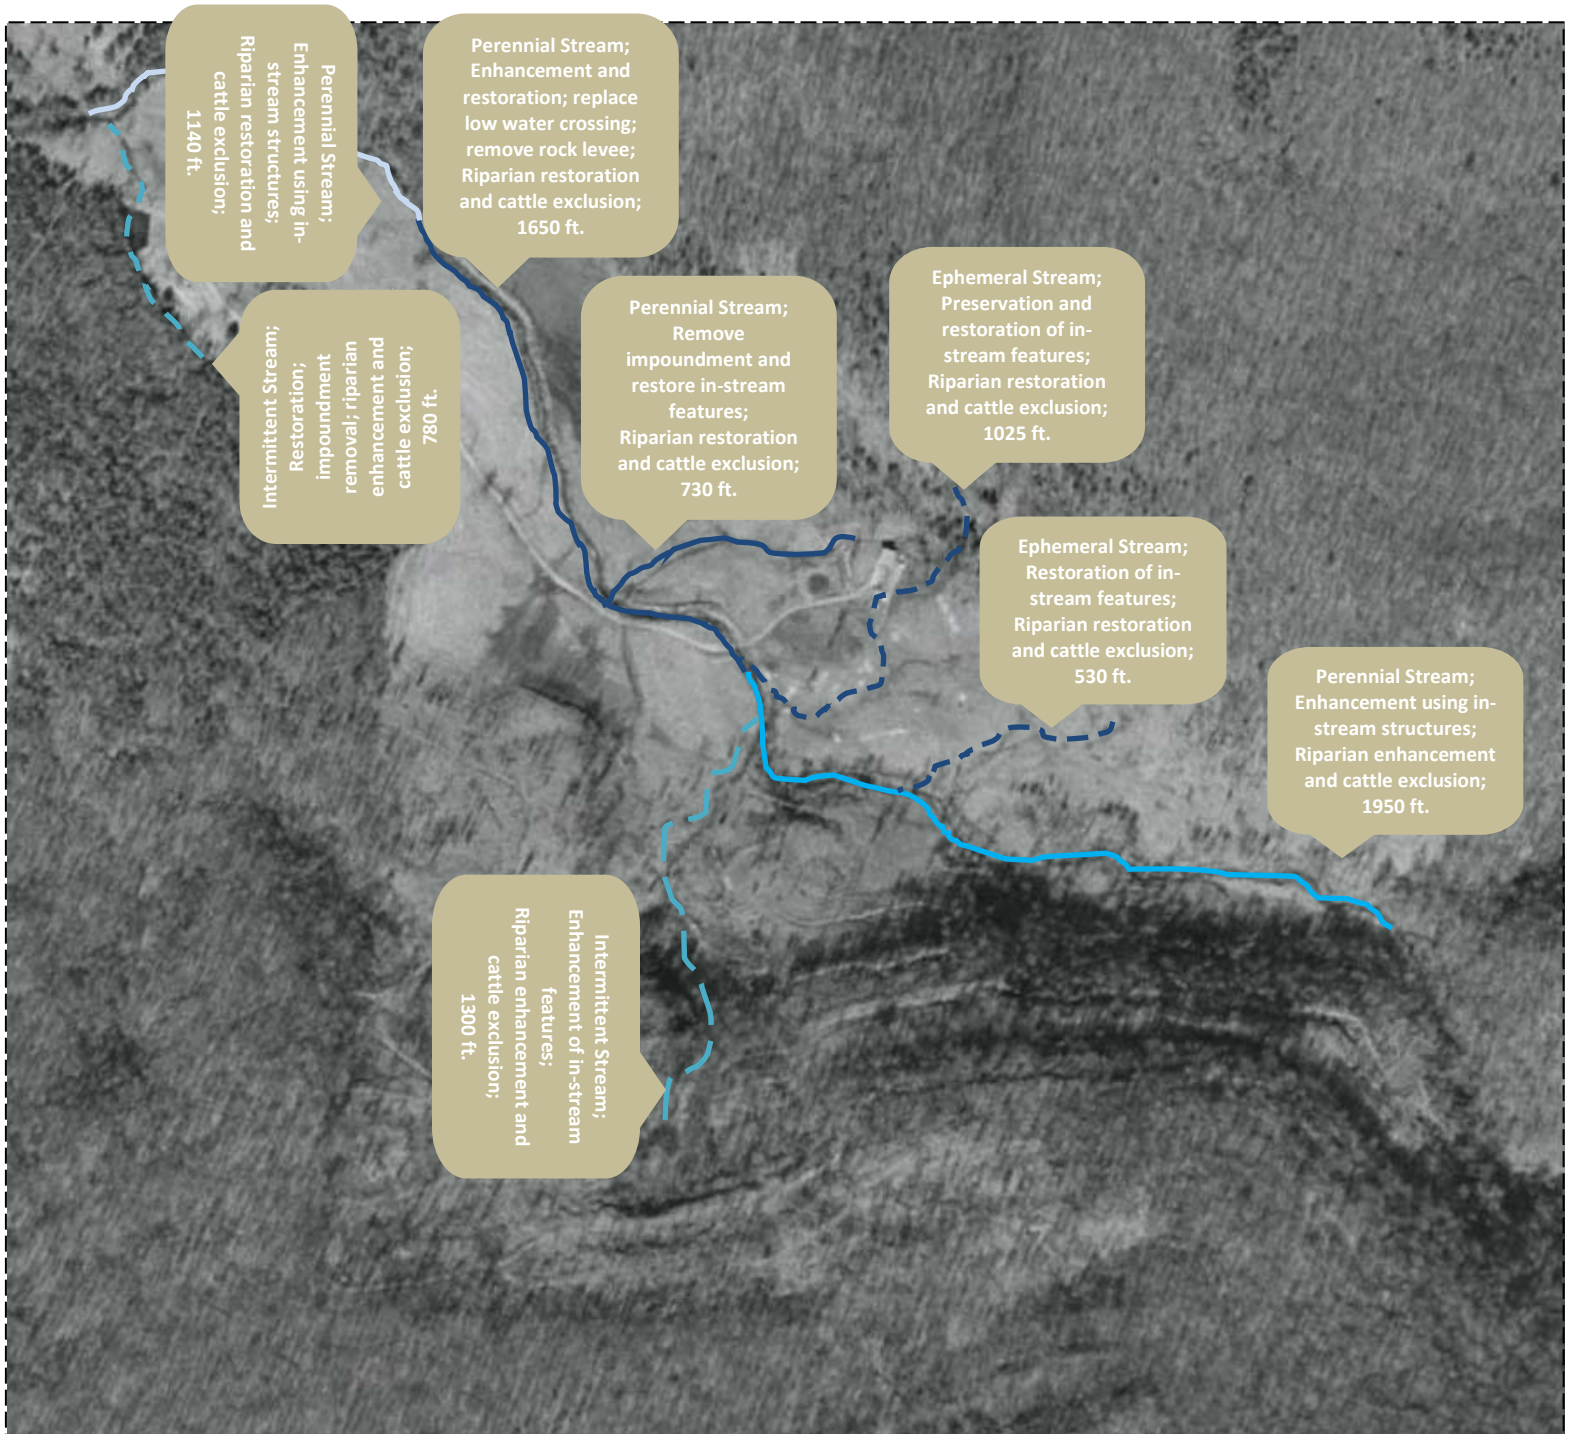 Perennial Stream;
Enhancement using in-
stream structures;
Riparian restoration and
cattle exclusion;
1140 ft.
Perennial Stream;
Enhancement and
restoration; replace
low water crossing;
remove rock levee;
Riparian restoration
and cattle exclusion;
1650 ft.
Intermittent Stream;
Restoration;
impoundment
removal; riparian
enhancement and
cattle exclusion;
780 ft.
Perennial Stream;
Remove
impoundment and
restore in-stream
features;
Riparian restoration
and cattle exclusion;
730 ft.
Ephemeral Stream;
Preservation and
restoration of in-
stream features;
Riparian restoration
and cattle exclusion;
1025 ft.
Ephemeral Stream;
Restoration of in-
stream features;
Riparian restoration
and cattle exclusion;
530 ft.
Perennial Stream;
Enhancement using in-
stream structures;
Riparian enhancement
and cattle exclusion;
1950 ft.
Intermittent Stream;
Enhancement of in-stream
features;
Riparian enhancement and
cattle exclusion;
1300 ft.